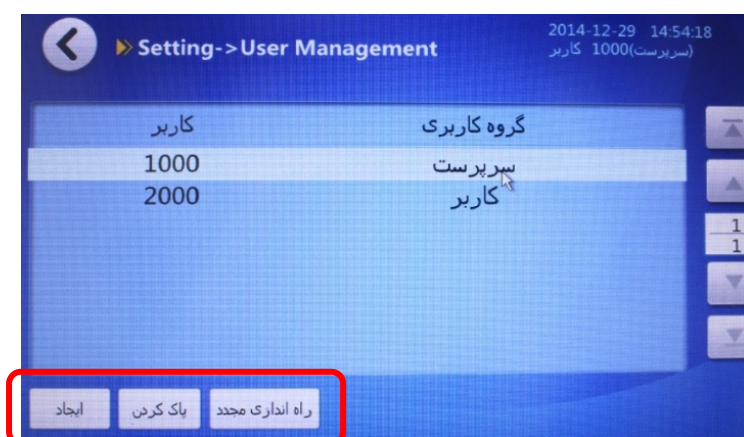 Setting->User Management
2014-12-29 14:54:18
کاربر 1000(سرپرست)
کاربر گروه کاربری
1000 سرپرست
2000 کاربر
1
1
ایجاد پاک کردن راه اندازی مجدد